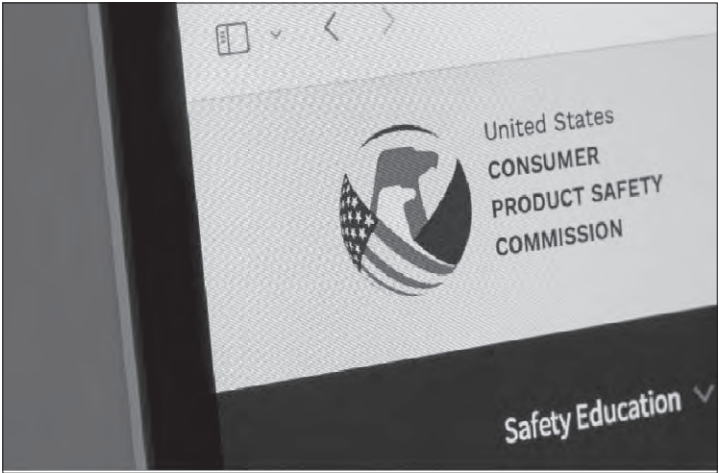 United States
CONSUMER
PRODUCT SAFETY
COMMISSION
Safety Education